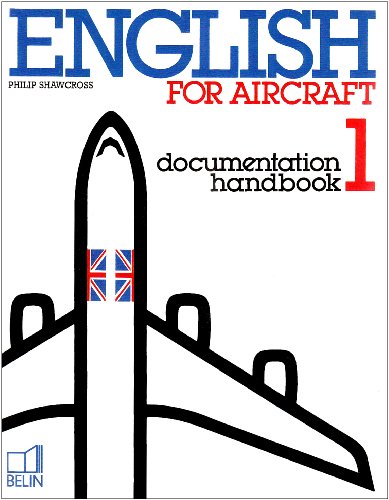 ENGLISH
PHILIP SHAWCROSS
FOR AIRCRAFT
documentation
handbook 1
BELIN